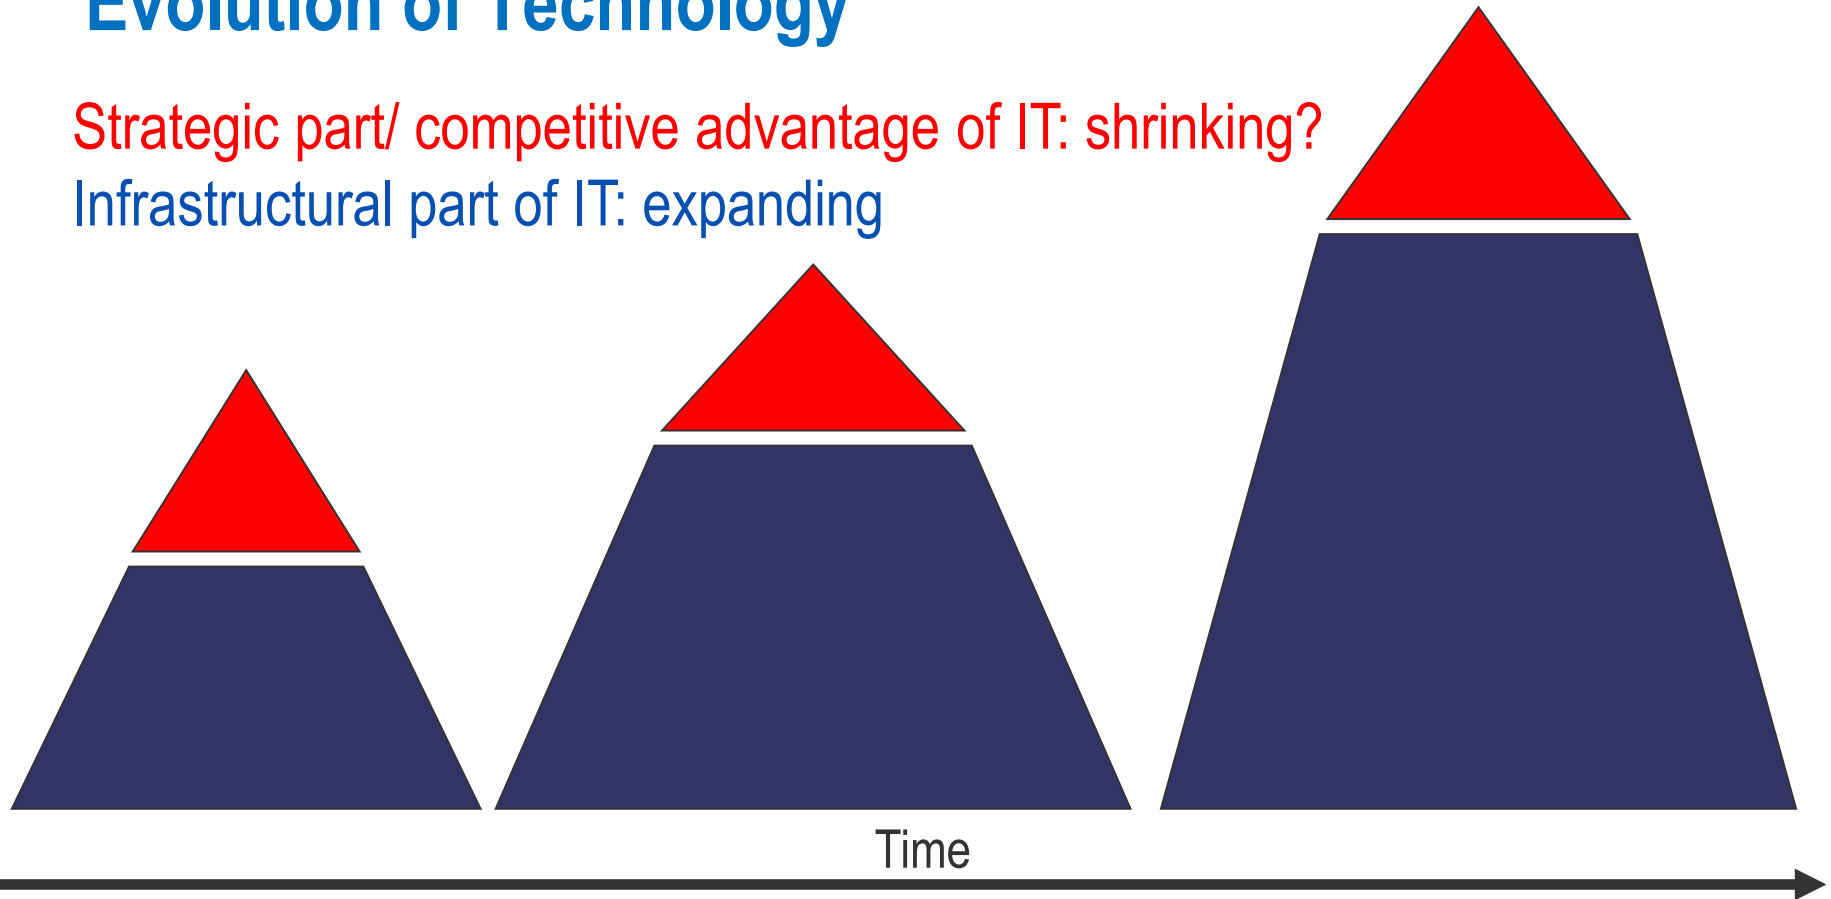 Evolution of Technology
Strategic part/ competitive advantage of IT: shrinking?
Infrastructural part of IT: expanding
Time